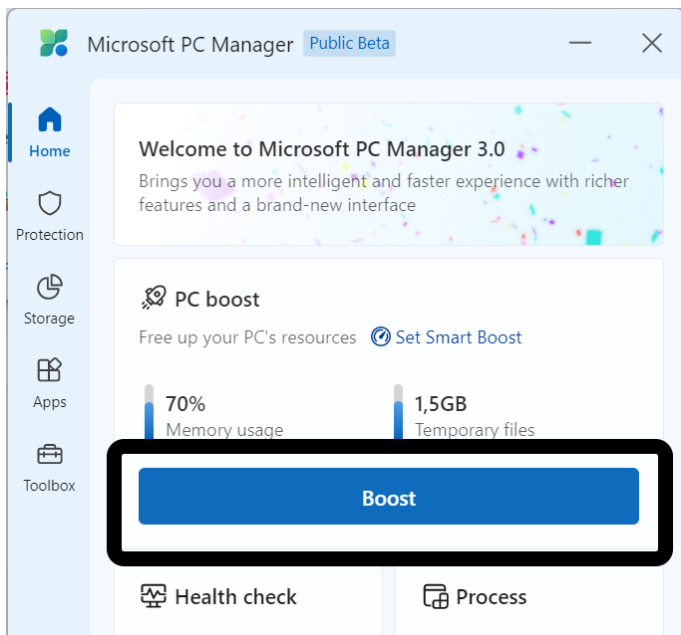 Microsoft PC Manager Public Beta
Home
Protection
Storage
Apps
Toolbox
Welcome to Microsoft PC Manager 3.0
Brings you a more intelligent and faster experience with richer
features and a brand-new interface
PC boost
Free up your PC's resources Set Smart Boost
70% 1,5GB
Memory usage Temporary files
Boost
Health check Process